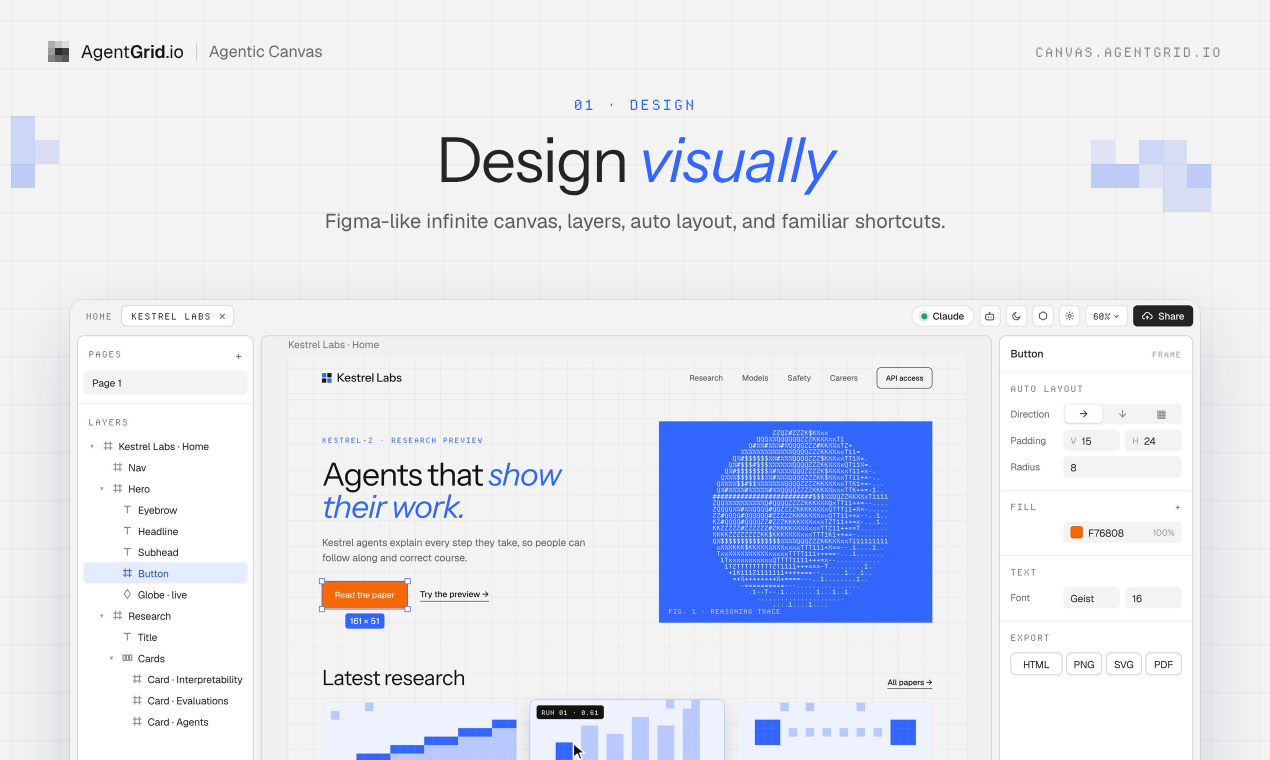 AgentGrid.io
Agentic Canvas
CANVAS.AGENTGRID.IO
01 · DESIGN
Design visually
Figma-like infinite canvas, layers, auto layout, and familiar shortcuts.
HOME
KESTREL LABS ×
Claude
60%
Share
PAGES +
Page 1
LAYERS
Kestrel Labs · Home
Nav
Hero
Eyebrow
Headline
Subhead
Button
Globe · live
Research
Title
Cards
Card · Interpretability
Card · Evaluations
Card · Agents
Kestrel Labs · Home
Kestrel Labs
Research
Models
Safety
Careers
API access
KESTREL-2 · RESEARCH PREVIEW
Agents that show
their work.
Kestrel agents explain every step they take, so people can
follow along and correct course.
Read the paper
Try the preview →
161 × 51
FIG. 1 · REASONING TRACE
Latest research
All papers →
RUN 01 · 0.61
Button
FRAME
AUTO LAYOUT
Direction → ↓
Padding V 15 H 24
Radius 8
FILL +
F76808 100%
TEXT
Font Geist 16
EXPORT
HTML PNG SVG PDF